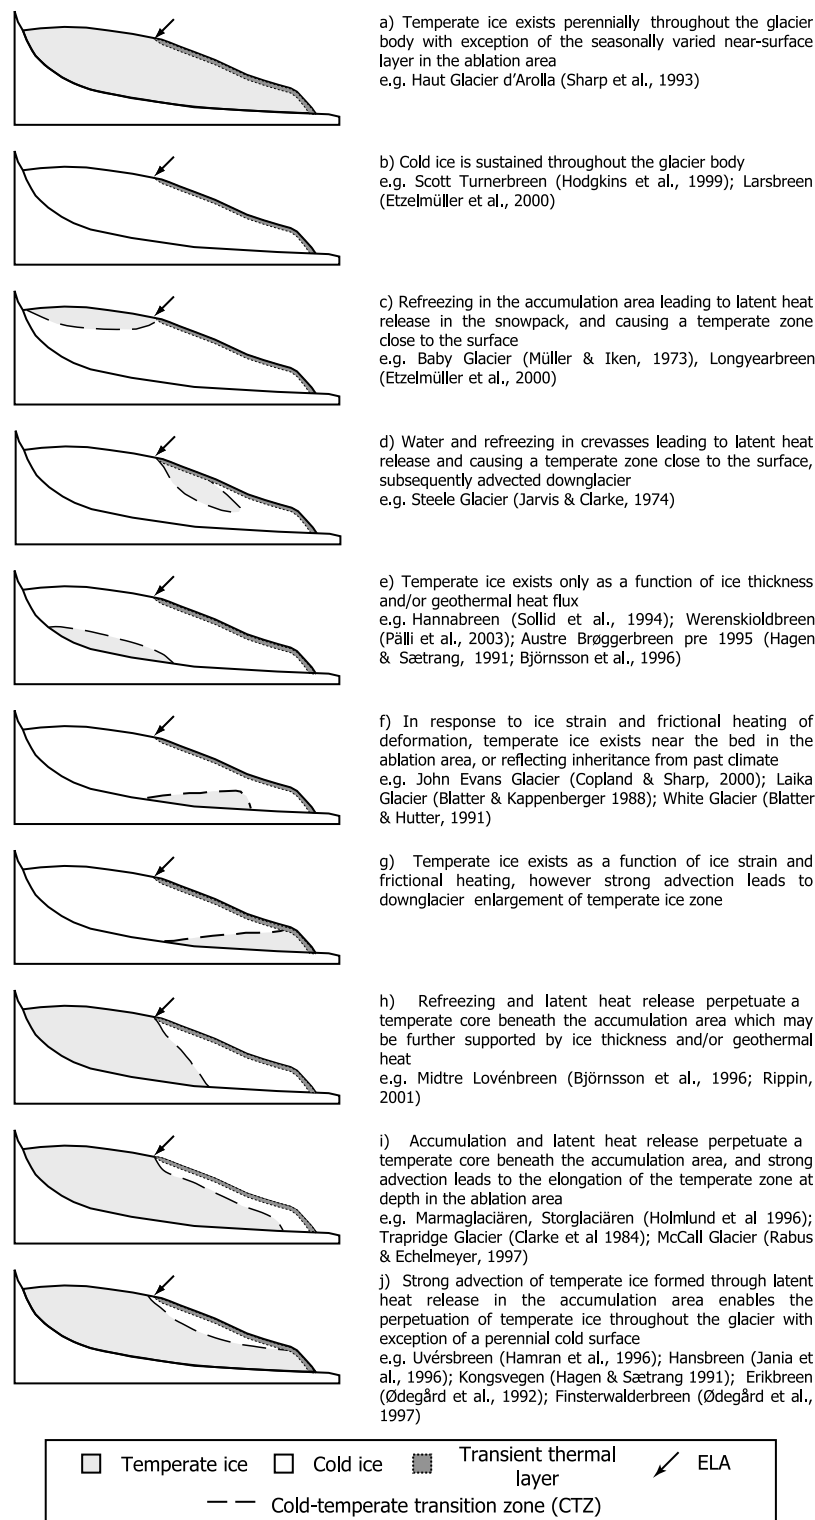 a) Temperate ice exists perennially throughout the glacier
body with exception of the seasonally varied near-surface
layer in the ablation area
e.g. Haut Glacier d'Arolla (Sharp et al., 1993)
b) Cold ice is sustained throughout the glacier body
e.g. Scott Turnerbreen (Hodgkins et al., 1999); Larsbreen
(Etzelmüller et al., 2000)
c) Refreezing in the accumulation area leading to latent heat
release in the snowpack, and causing a temperate zone
close to the surface
e.g. Baby Glacier (Müller & Iken, 1973), Longyearbreen
(Etzelmüller et al., 2000)
d) Water and refreezing in crevasses leading to latent heat
release and causing a temperate zone close to the surface,
subsequently advected downglacier
e.g. Steele Glacier (Jarvis & Clarke, 1974)
e) Temperate ice exists only as a function of ice thickness
and/or geothermal heat flux
e.g. Hannabreen (Sollid et al., 1994); Werenskioldbreen
(Pälli et al., 2003); Austre Brøggerbreen pre 1995 (Hagen
& Sætrang, 1991; Björnsson et al., 1996)
f) In response to ice strain and frictional heating of
deformation, temperate ice exists near the bed in the
ablation area, or reflecting inheritance from past climate
e.g. John Evans Glacier (Copland & Sharp, 2000); Laika
Glacier (Blatter & Kappenberger 1988); White Glacier (Blatter
& Hutter, 1991)
g) Temperate ice exists as a function of ice strain and
frictional heating, however strong advection leads to
downglacier enlargement of temperate ice zone
h) Refreezing and latent heat release perpetuate a
temperate core beneath the accumulation area which may
be further supported by ice thickness and/or geothermal
heat
e.g. Midtre Lovénbreen (Björnsson et al., 1996; Rippin,
2001)
i) Accumulation and latent heat release perpetuate a
temperate core beneath the accumulation area, and strong
advection leads to the elongation of the temperate zone at
depth in the ablation area
e.g. Marmaglaciären, Storglaciären (Holmlund et al 1996);
Trapridge Glacier (Clarke et al 1984); McCall Glacier (Rabus
& Echelmeyer, 1997)
j) Strong advection of temperate ice formed through latent
heat release in the accumulation area enables the
perpetuation of temperate ice throughout the glacier with
exception of a perennial cold surface
e.g. Uvérsbreen (Hamran et al., 1996); Hansbreen (Jania et
al., 1996); Kongsvegen (Hagen & Sætrang 1991); Erikbreen
(Ødegård et al., 1992); Finsterwalderbreen (Ødegård et al.,
1997)
Temperate ice Cold ice Transient thermal layer ELA
Cold-temperate transition zone (CTZ)